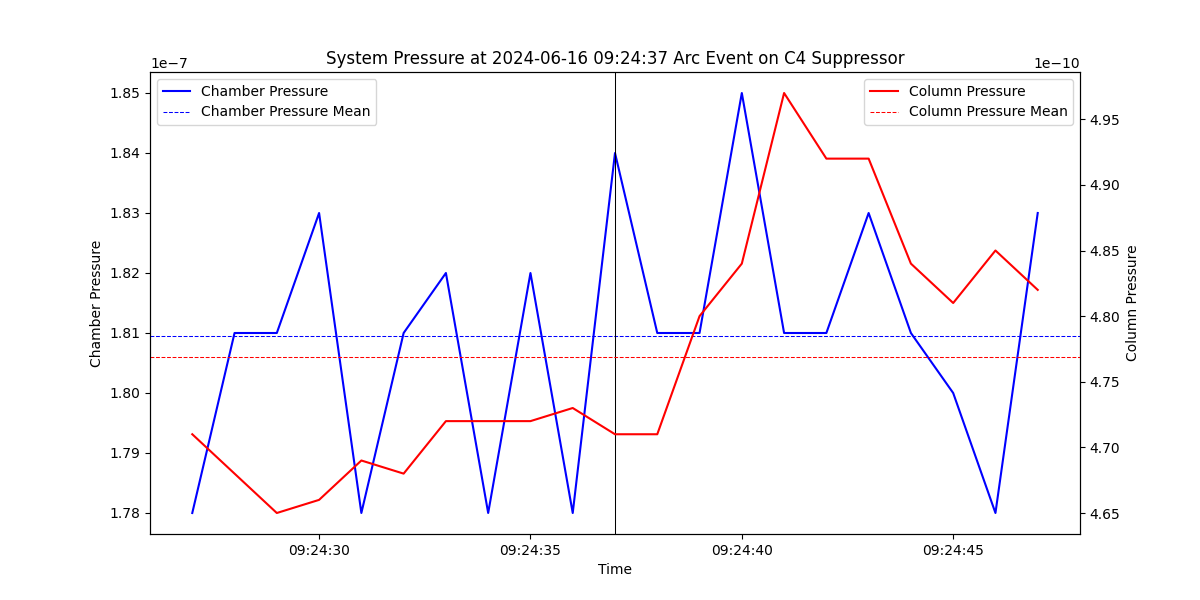 System Pressure at 2024-06-16 09:24:37 Arc Event on C4 Suppressor
1e−7
1e−10
Chamber Pressure
Chamber Pressure Mean
Column Pressure
Column Pressure Mean
1.85
1.84
1.83
1.82
1.81
1.80
1.79
1.78
Chamber Pressure
4.95
4.90
4.85
4.80
4.75
4.70
4.65
Column Pressure
09:24:30
09:24:35
09:24:40
09:24:45
Time